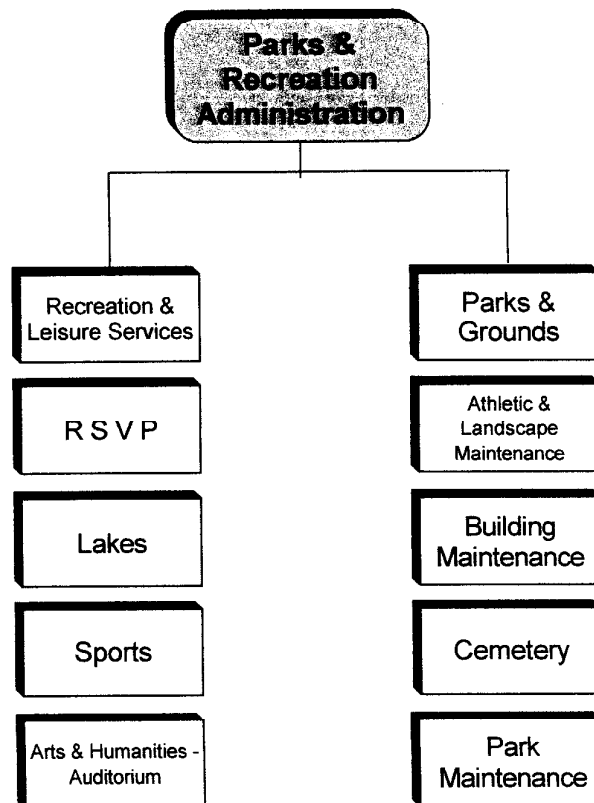 Parks &
Recreation
Administration
Recreation &
Leisure Services
R S V P
Lakes
Sports
Arts & Humanities -
Auditorium
Parks &
Grounds
Athletic &
Landscape
Maintenance
Building
Maintenance
Cemetery
Park
Maintenance